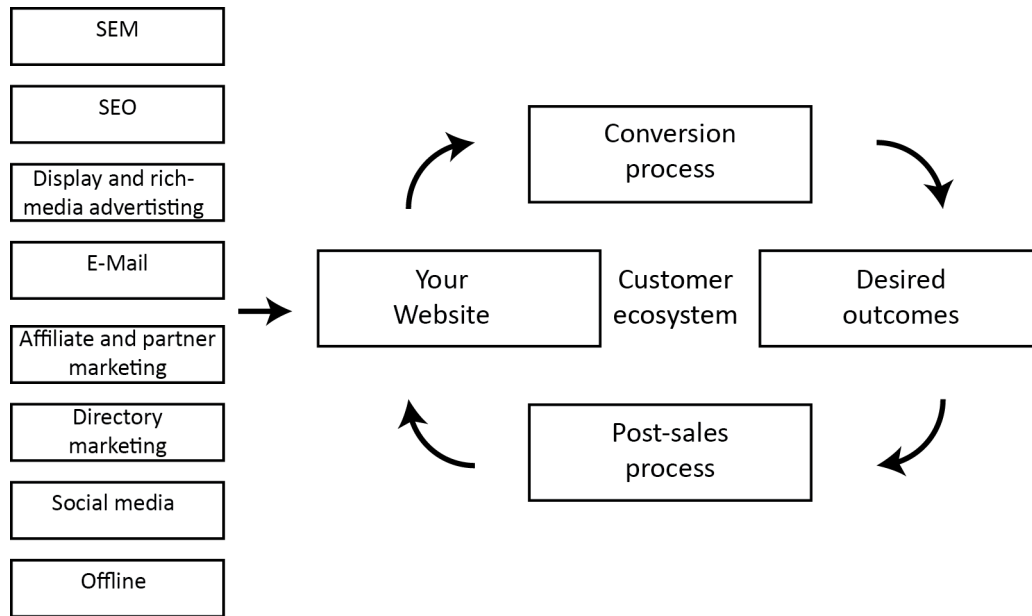 SEM
SEO
Display and rich-
media advertisting
E-Mail
Affiliate and partner
marketing
Directory
marketing
Social media
Offline
Conversion
process
Your
Website
Customer
ecosystem
Desired
outcomes
Post-sales
process